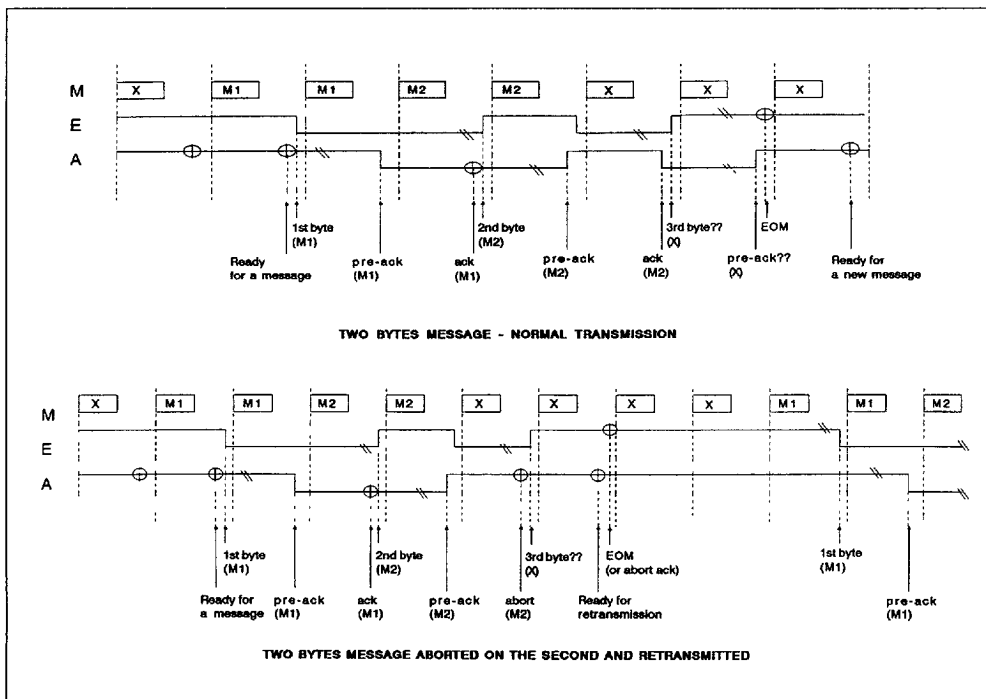 M X M1 M1 M2 M2 X X X
E
A
1st byte (M1)
Ready for a message
pre-ack (M1)
ack (M1)
2nd byte (M2)
pre-ack (M2)
ack (M2)
3rd byte?? (X)
pre-ack?? (X)
EOM
Ready for a new message
TWO BYTES MESSAGE - NORMAL TRANSMISSION
M X M1 M1 M2 M2 X X X X M1 M1 M2
E
A
1st byte (M1)
Ready for a message
pre-ack (M1)
ack (M1)
2nd byte (M2)
pre-ack (M2)
abort (M2)
3rd byte?? (X)
Ready for retransmission
EOM (or abort ack)
1st byte (M1)
pre-ack (M1)
TWO BYTES MESSAGE ABORTED ON THE SECOND AND RETRANSMITTED